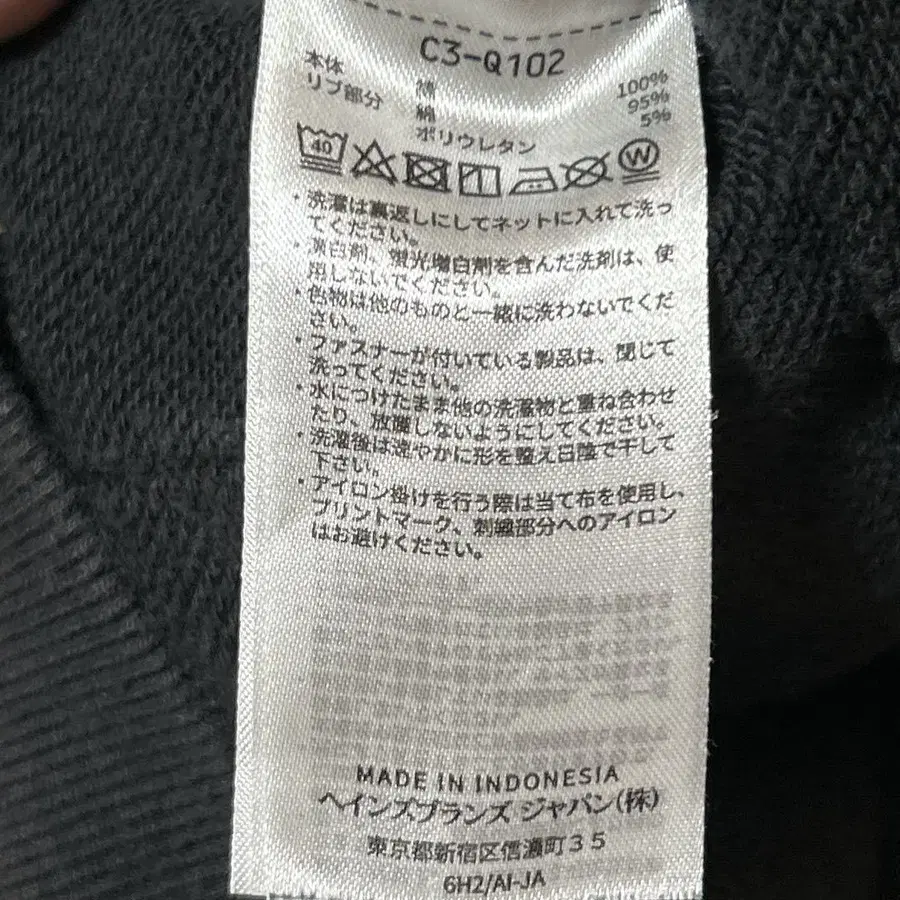 C3-Q102
本体 綿 100%
リブ部分 綿 95%
ポリウレタン 5%
40 W
・洗濯は裏返しにしてネットに入れて洗っ
てください。
・漂白剤、蛍光増白剤を含んだ洗剤は、使
用しないでください。
・色物は他のものと一緒に洗わないでくだ
さい。
・ファスナーが付いている製品は、閉じて
洗ってください。
・水につけたまま他の洗濯物と重ね合わせ
たり、放置しないようにしてください。
・洗濯後は速やかに形を整え日陰で干して
下さい。
・アイロン掛けを行う際は当て布を使用し、
プリントマーク、刺繍部分へのアイロン
はお避けください。
MADE IN INDONESIA
ヘインズブランズ ジャパン(株)
東京都新宿区信濃町35
6H2/AI-JA